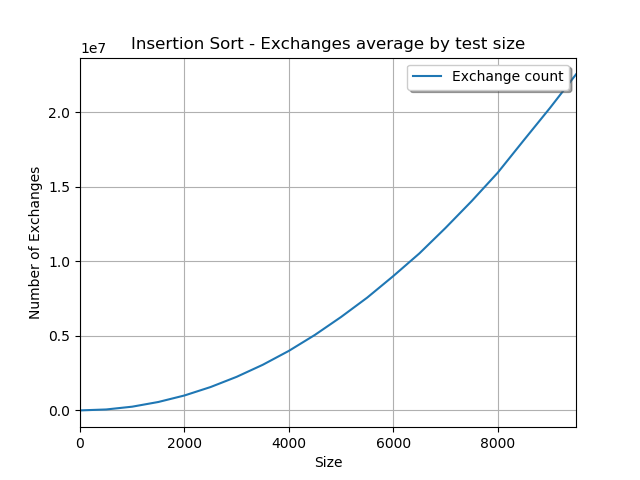 Insertion Sort - Exchanges average by test size
1e7
Exchange count
2.0
1.5
1.0
0.5
0.0
Number of Exchanges
0 2000 4000 6000 8000
Size